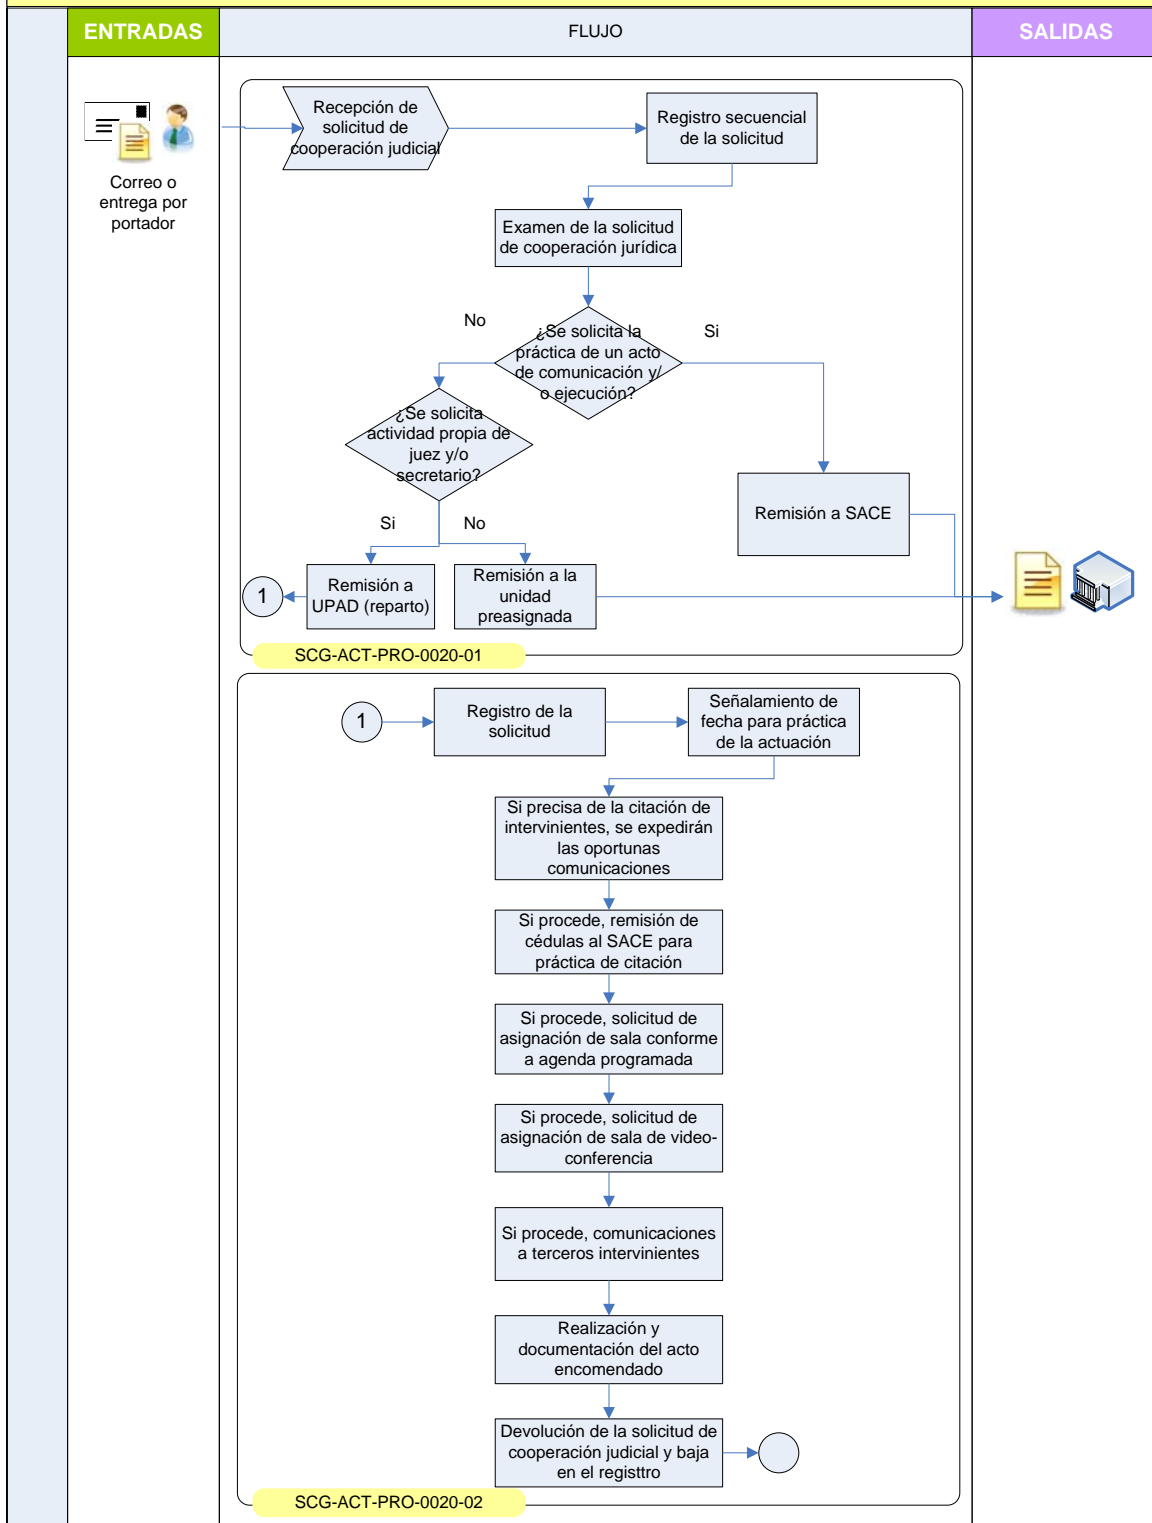 ENTRADAS
FLUJO
SALIDAS
Correo o
entrega por
portador
Recepción de
solicitud de
cooperación judicial
Registro secuencial
de la solicitud
Examen de la solicitud
de cooperación jurídica
No
¿Se solicita la
práctica de un acto
de comunicación y/
o ejecución?
Si
¿Se solicita
actividad propia de
juez y/o
secretario?
Remisión a SACE
Si
No
1
Remisión a
UPAD (reparto)
Remisión a la
unidad
preasignada
SCG-ACT-PRO-0020-01
1
Registro de la
solicitud
Señalamiento de
fecha para práctica
de la actuación
Si precisa de la citación de
intervinientes, se expedirán
las oportunas
comunicaciones
Si procede, remisión de
cédulas al SACE para
práctica de citación
Si procede, solicitud de
asignación de sala conforme
a agenda programada
Si procede, solicitud de
asignación de sala de video-
conferencia
Si procede, comunicaciones
a terceros intervinientes
Realización y
documentación del acto
encomendado
Devolución de la solicitud de
cooperación judicial y baja
en el registtro
SCG-ACT-PRO-0020-02